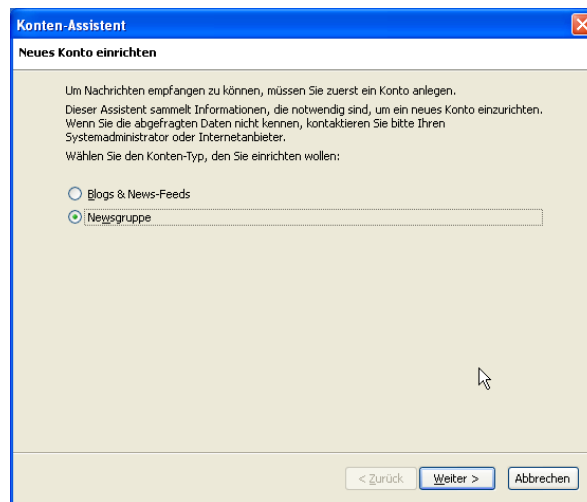 Konten-Assistent
Neues Konto einrichten
Um Nachrichten empfangen zu können, müssen Sie zuerst ein Konto anlegen.
Dieser Assistent sammelt Informationen, die notwendig sind, um ein neues Konto einzurichten.
Wenn Sie die abgefragten Daten nicht kennen, kontaktieren Sie bitte Ihren
Systemadministrator oder Internetanbieter.
Wählen Sie den Konten-Typ, den Sie einrichten wollen:
Blogs & News-Feeds
Newsgruppe
< Zurück Weiter > Abbrechen